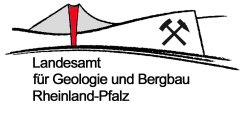 Landesamt
für Geologie und Bergbau
Rheinland-Pfalz